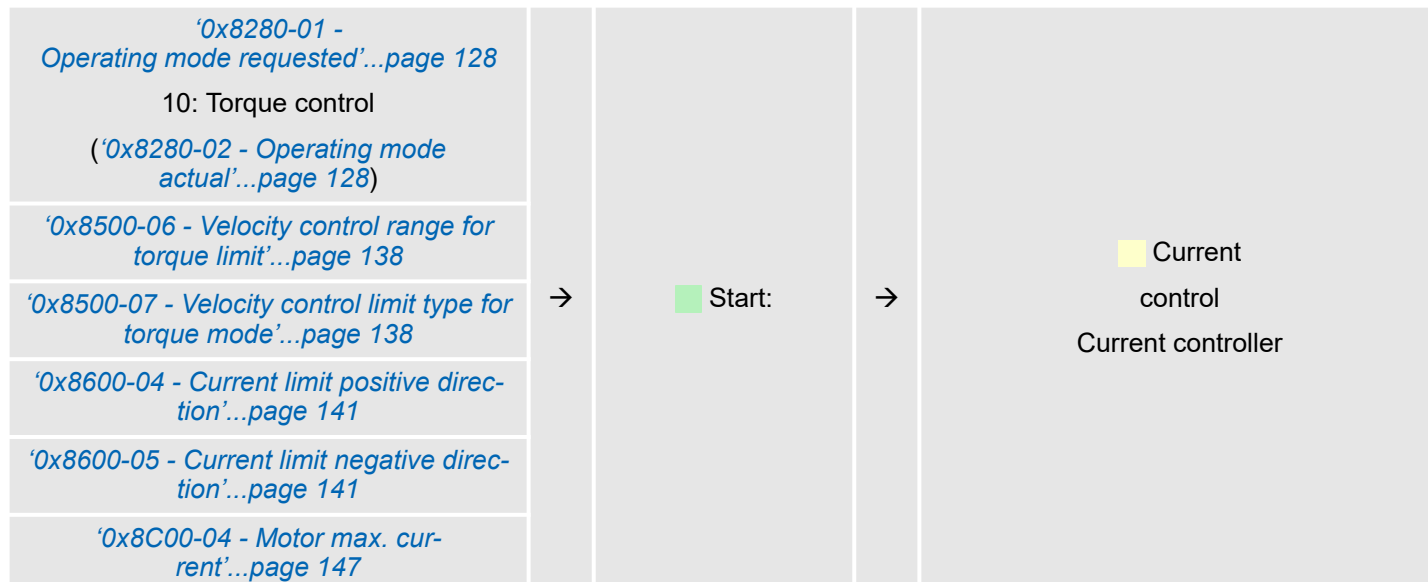 ‘0x8280-01 -
Operating mode requested’...page 128
10: Torque control
(‘0x8280-02 - Operating mode
actual’...page 128)
‘0x8500-06 - Velocity control range for
torque limit’...page 138
‘0x8500-07 - Velocity control limit type for
torque mode’...page 138
‘0x8600-04 - Current limit positive direc-
tion’...page 141
‘0x8600-05 - Current limit negative direc-
tion’...page 141
‘0x8C00-04 - Motor max. cur-
rent’...page 147
→
Start:
→
Current
control
Current controller